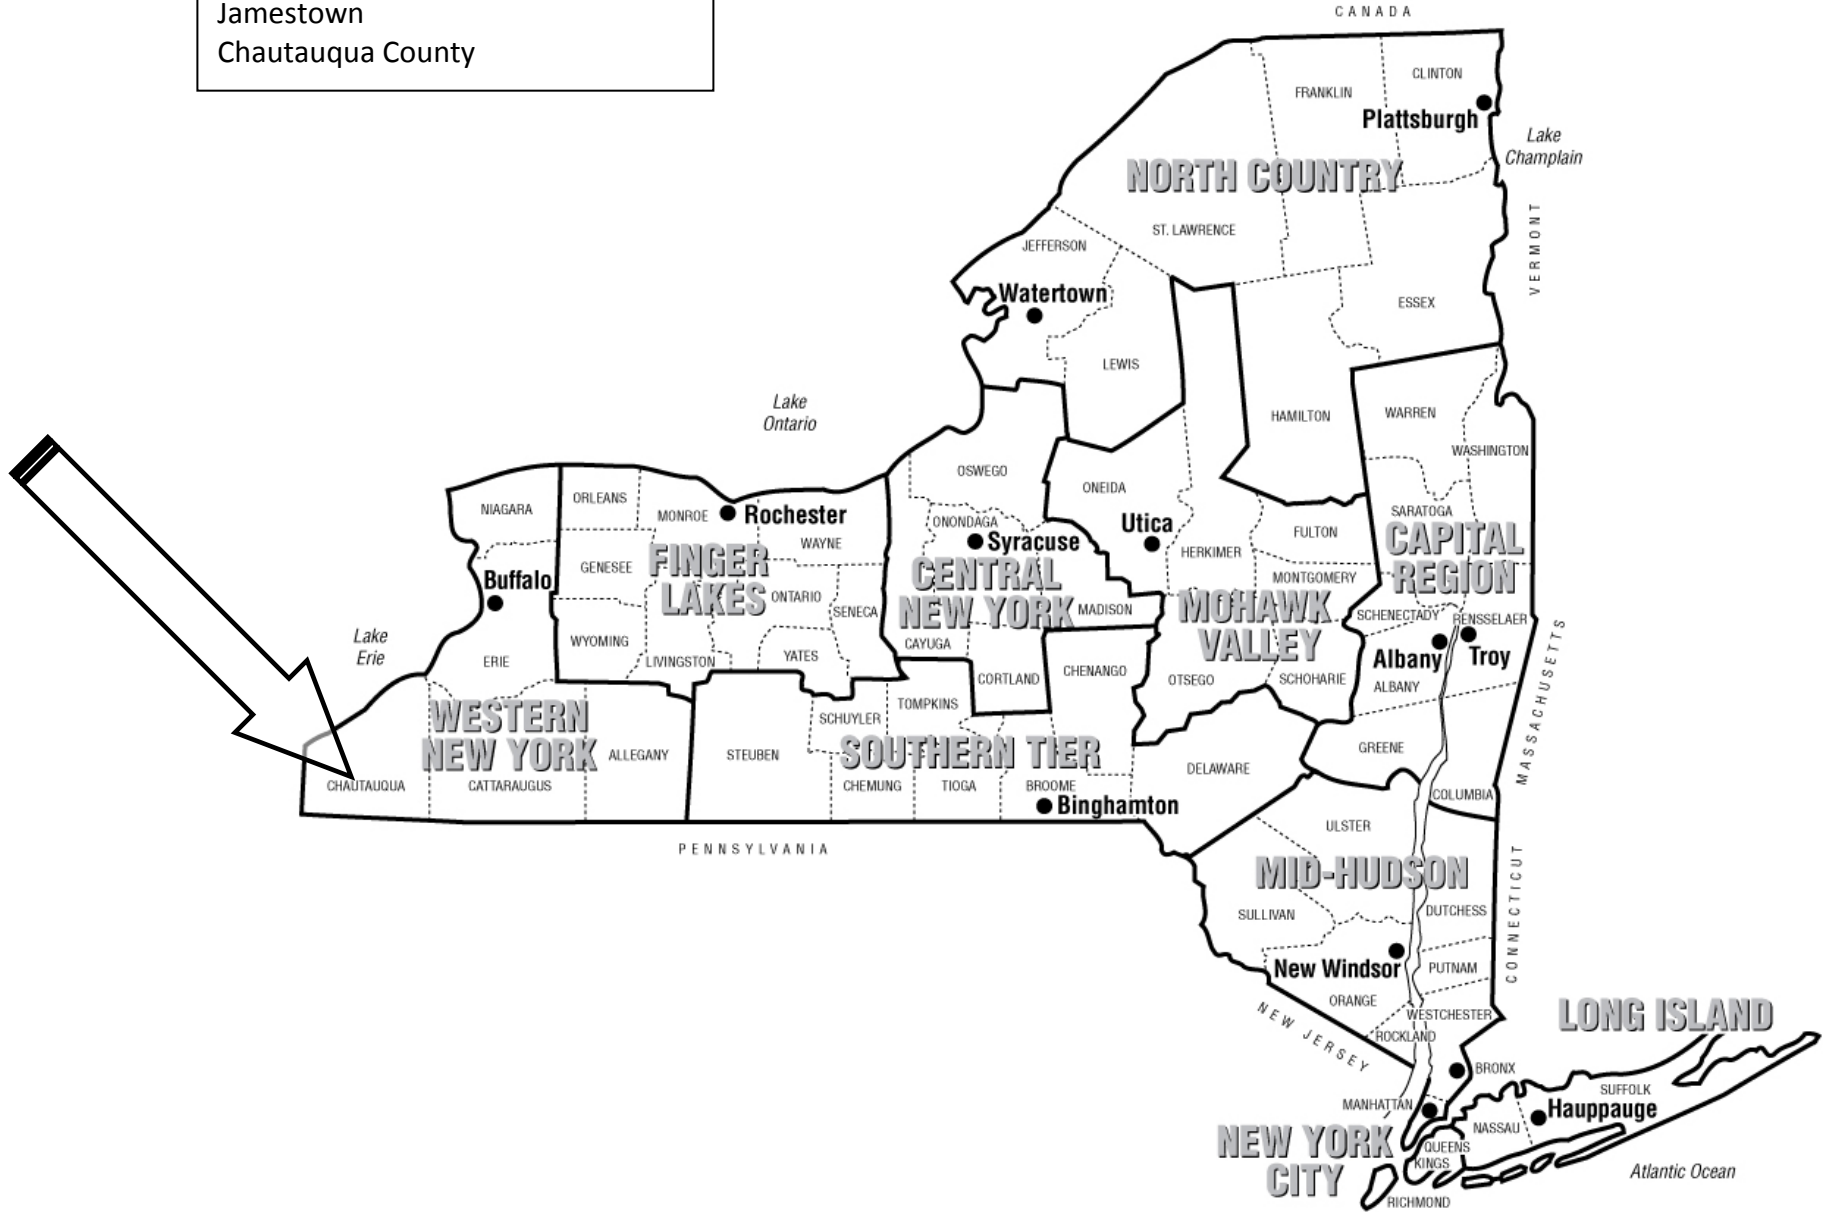 Jamestown
Chautauqua County
CANADA
CLINTON
FRANKLIN
Plattsburgh
Lake
Champlain
NORTH COUNTRY
VERMONT
ST. LAWRENCE
JEFFERSON
Watertown
ESSEX
LEWIS
Lake
Ontario
HAMILTON
WARREN
WASHINGTON
OSWEGO
ONEIDA
NIAGARA
ORLEANS
MONROE
Rochester
WAYNE
ONONDAGA
Syracuse
Utica
HERKIMER
FULTON
SARATOGA
CAPITAL
REGION
GENESEE
FINGER
LAKES
CENTRAL
NEW YORK
MONTGOMERY
Buffalo
ONTARIO
SENECA
MADISON
MOHAWK
VALLEY
SCHENECTADY
RENSSELAER
Lake
Erie
ERIE
WYOMING
LIVINGSTON
YATES
CAYUGA
CORTLAND
CHENANGO
OTSEGO
SCHOHARIE
Albany
Troy
ALBANY
MASSACHUSETTS
WESTERN
NEW YORK
ALLEGANY
STEUBEN
SCHUYLER
TOMPKINS
SOUTHERN TIER
DELAWARE
GREENE
CHAUTAUQUA
CATTARAUGUS
CHEMUNG
TIOGA
BROOME
Binghamton
COLUMBIA
PENNSYLVANIA
ULSTER
MID-HUDSON
CONNECTICUT
SULLIVAN
DUTCHESS
New Windsor
PUTNAM
ORANGE
WESTCHESTER
ROCKLAND
NEW JERSEY
LONG ISLAND
BRONX
MANHATTAN
SUFFOLK
Hauppauge
NASSAU
NEW YORK
CITY
QUEENS
KINGS
RICHMOND
Atlantic Ocean